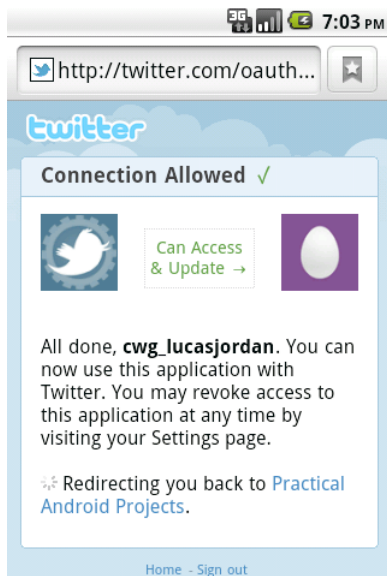 3G 7:03 PM
http://twitter.com/oauth...
twitter
Connection Allowed ✓
Can Access
& Update →
All done, cwg_lucasjordan. You can
now use this application with
Twitter. You may revoke access to
this application at any time by
visiting your Settings page.
Redirecting you back to Practical
Android Projects.
Home - Sign out